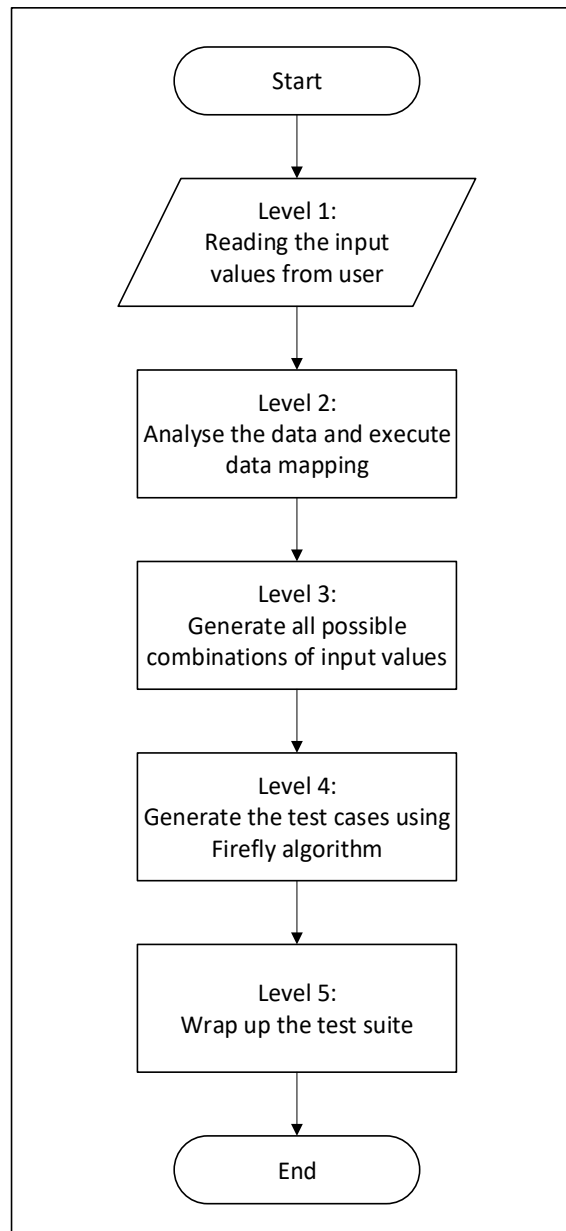 Start
Level 1:
Reading the input
values from user
Level 2:
Analyse the data and execute
data mapping
Level 3:
Generate all possible
combinations of input values
Level 4:
Generate the test cases using
Firefly algorithm
Level 5:
Wrap up the test suite
End